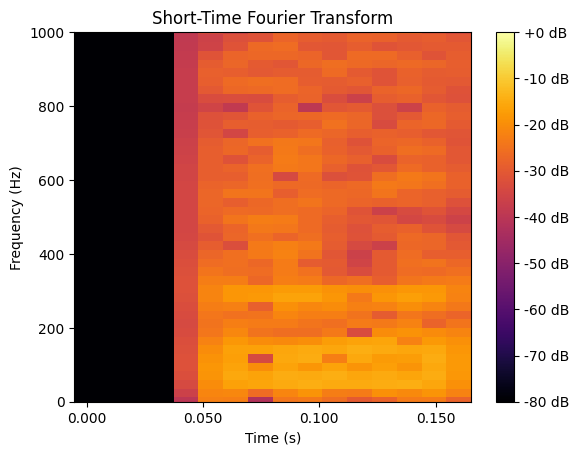 Short-Time Fourier Transform
Frequency (Hz)
1000
800
600
400
200
0
0.000
0.050
0.100
0.150
Time (s)
+0 dB
-10 dB
-20 dB
-30 dB
-40 dB
-50 dB
-60 dB
-70 dB
-80 dB